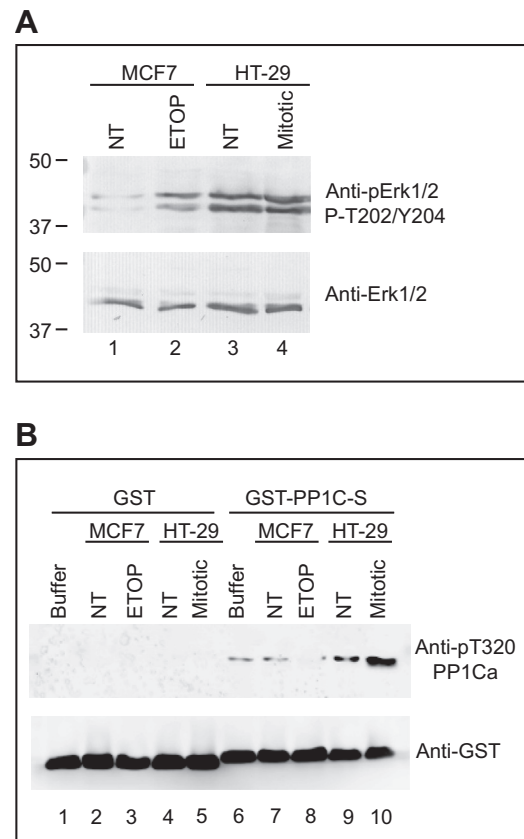 A
MCF7 HT-29
NT ETOP NT Mitotic
50
37
Anti-pErk1/2
P-T202/Y204
50
37
Anti-Erk1/2
1 2 3 4
B
GST GST-PP1C-S
MCF7 HT-29 MCF7 HT-29
Buffer NT ETOP NT Mitotic Buffer NT ETOP NT Mitotic
Anti-pT320
PP1Ca
Anti-GST
1 2 3 4 5 6 7 8 9 10